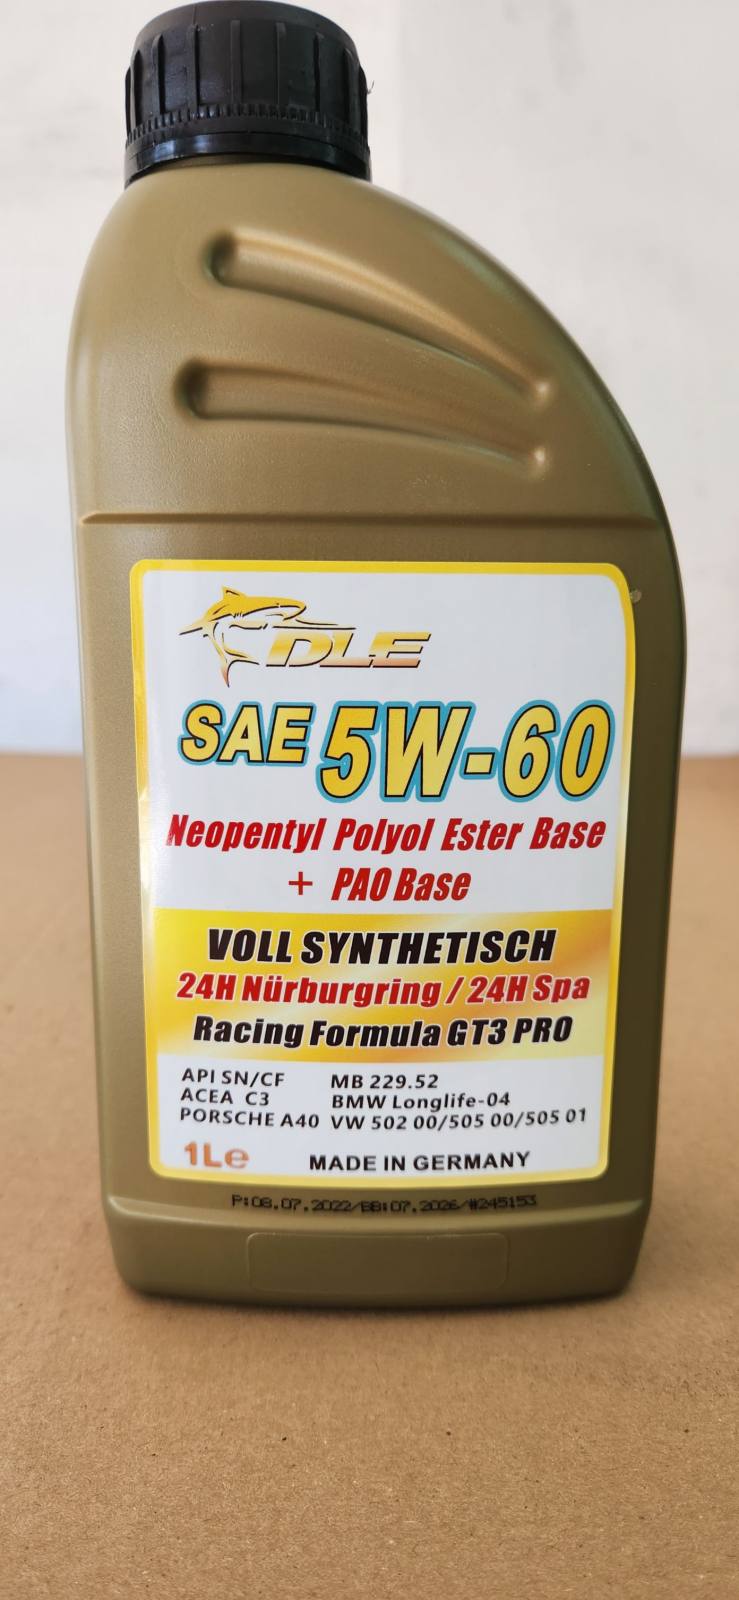 DLE
SAE 5W-60
Neopentyl Polyol Ester Base
+ PAO Base
VOLL SYNTHETISCH
24H Nürburgring / 24H Spa
Racing Formula GT3 PRO
API SN/CF MB 229.52
ACEA C3 BMW Longlife-04
PORSCHE A40 VW 502 00/505 00/505 01
1Le MADE IN GERMANY
P:08.07.2022/BB:07.2026/#245153